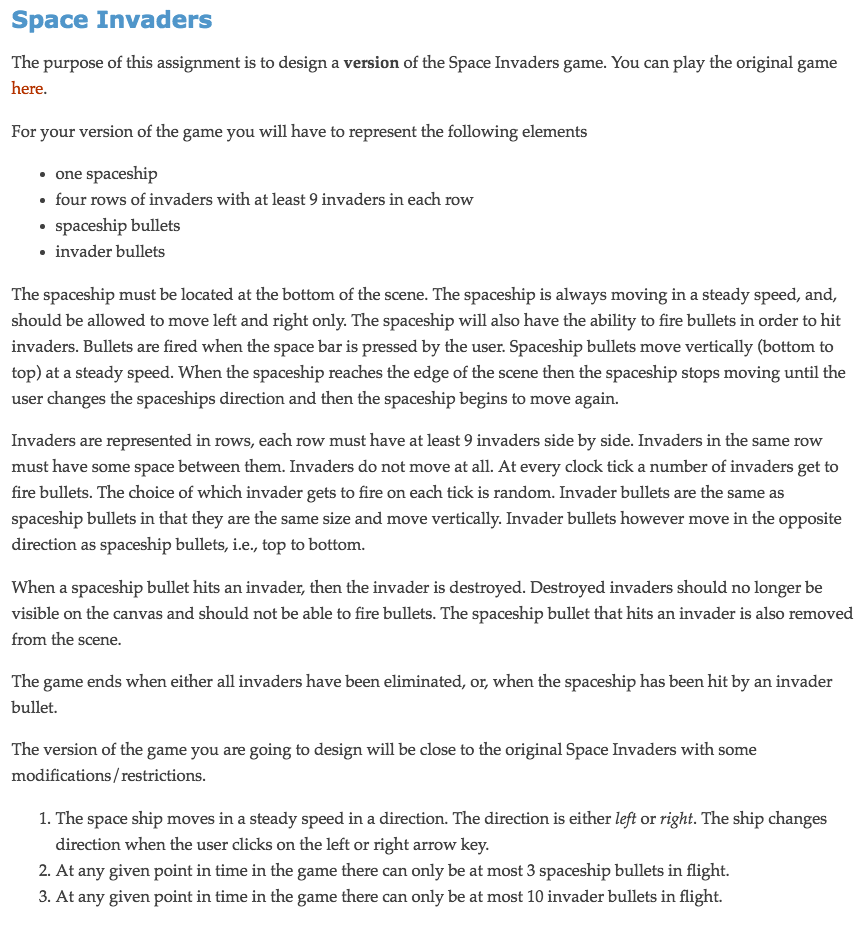 Space Invaders
The purpose of this assignment is to design a version of the Space Invaders game. You can play the original game
here.
For your version of the game you will have to represent the following elements
• one spaceship
• four rows of invaders with at least 9 invaders in each row
• spaceship bullets
• invader bullets
The spaceship must be located at the bottom of the scene. The spaceship is always moving in a steady speed, and,
should be allowed to move left and right only. The spaceship will also have the ability to fire bullets in order to hit
invaders. Bullets are fired when the space bar is pressed by the user. Spaceship bullets move vertically (bottom to
top) at a steady speed. When the spaceship reaches the edge of the scene then the spaceship stops moving until the
user changes the spaceships direction and then the spaceship begins to move again.
Invaders are represented in rows, each row must have at least 9 invaders side by side. Invaders in the same row
must have some space between them. Invaders do not move at all. At every clock tick a number of invaders get to
fire bullets. The choice of which invader gets to fire on each tick is random. Invader bullets are the same as
spaceship bullets in that they are the same size and move vertically. Invader bullets however move in the opposite
direction as spaceship bullets, i.e., top to bottom.
When a spaceship bullet hits an invader, then the invader is destroyed. Destroyed invaders should no longer be
visible on the canvas and should not be able to fire bullets. The spaceship bullet that hits an invader is also removed
from the scene.
The game ends when either all invaders have been eliminated, or, when the spaceship has been hit by an invader
bullet.
The version of the game you are going to design will be close to the original Space Invaders with some
modifications/restrictions.
1. The space ship moves in a steady speed in a direction. The direction is either left or right. The ship changes
direction when the user clicks on the left or right arrow key.
2. At any given point in time in the game there can only be at most 3 spaceship bullets in flight.
3. At any given point in time in the game there can only be at most 10 invader bullets in flight.